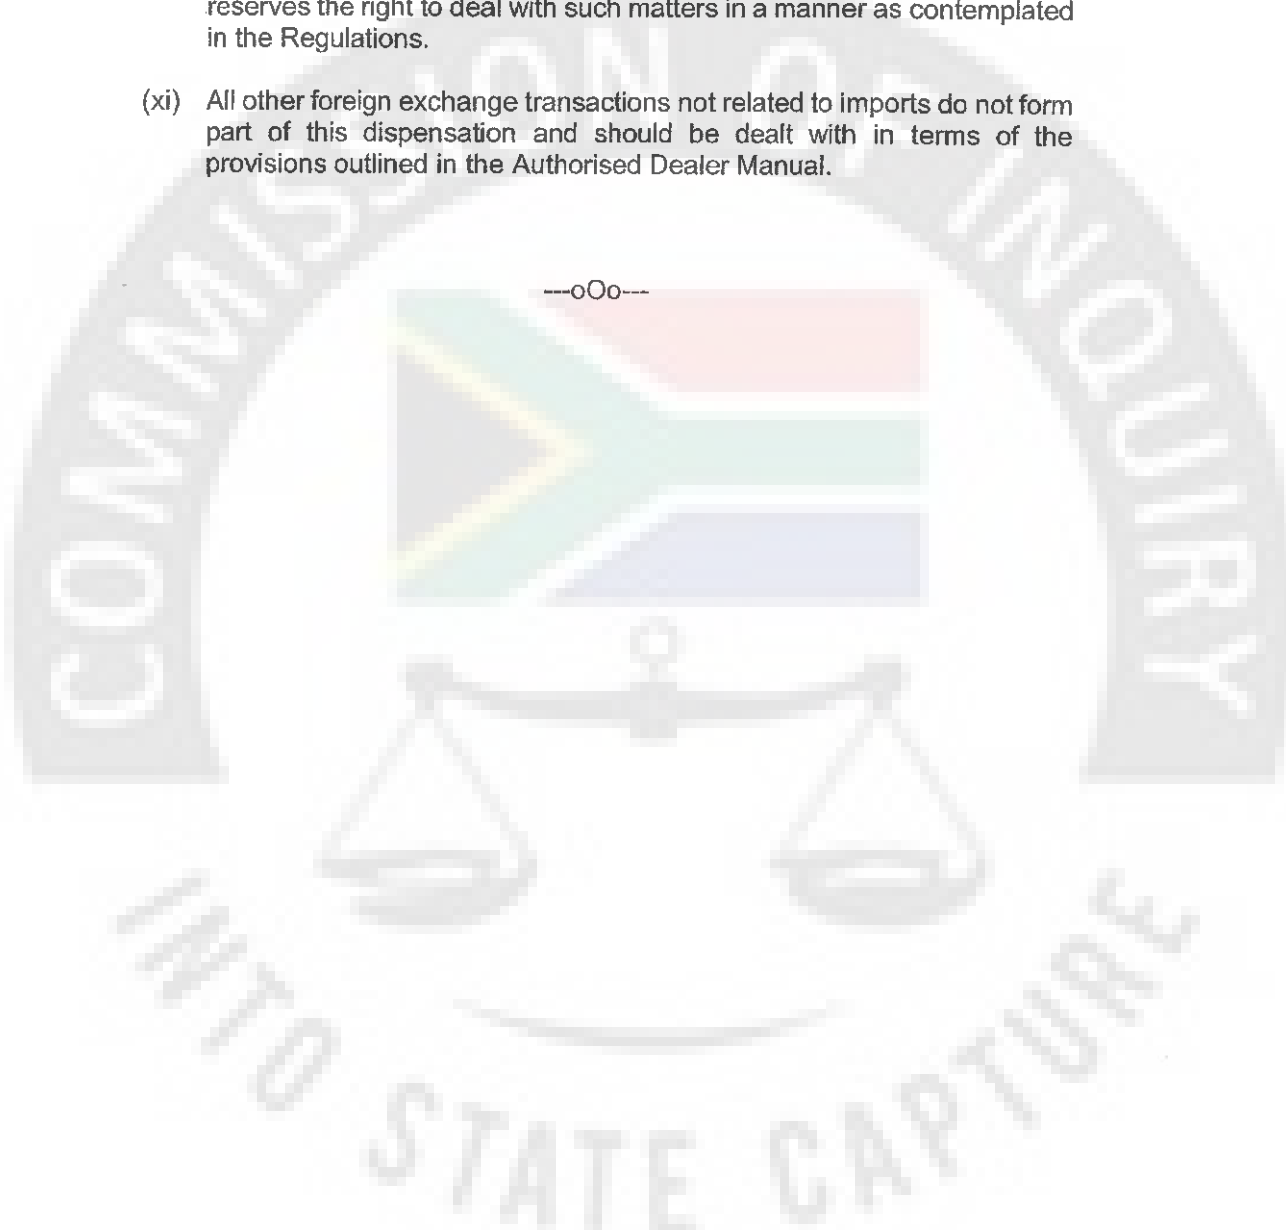 reserves the right to deal with such matters in a manner as contemplated
in the Regulations.
(xi) All other foreign exchange transactions not related to imports do not form
part of this dispensation and should be dealt with in terms of the
provisions outlined in the Authorised Dealer Manual.
---oOo---
COMMISSION OF INQUIRY
INTO STATE CAPTURE